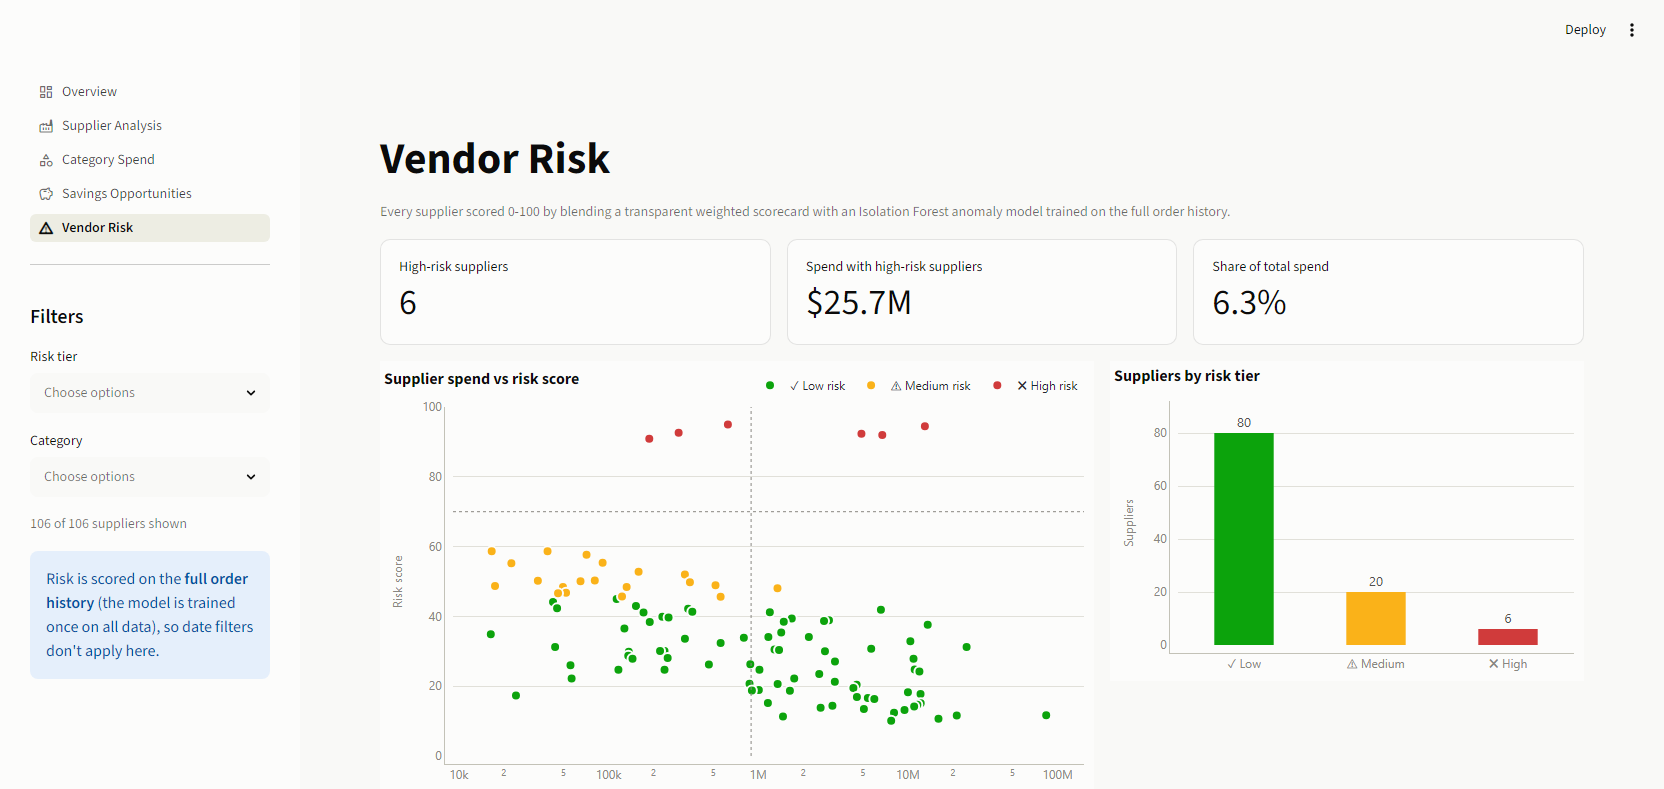 Deploy
Overview
Supplier Analysis
Category Spend
Savings Opportunities
Vendor Risk
Filters
Risk tier
Choose options
Category
Choose options
106 of 106 suppliers shown
Risk is scored on the full order
history (the model is trained
once on all data), so date filters
don't apply here.
Vendor Risk
Every supplier scored 0-100 by blending a transparent weighted scorecard with an Isolation Forest anomaly model trained on the full order history.
High-risk suppliers
6
Spend with high-risk suppliers
$25.7M
Share of total spend
6.3%
Supplier spend vs risk score
✓ Low risk
⚠ Medium risk
✕ High risk
Risk score
100
80
60
40
20
0
10k 2 5 100k 2 5 1M 2 5 10M 2 5 100M
Suppliers by risk tier
Suppliers
80
60
40
20
0
80
20
6
✓ Low
⚠ Medium
✕ High